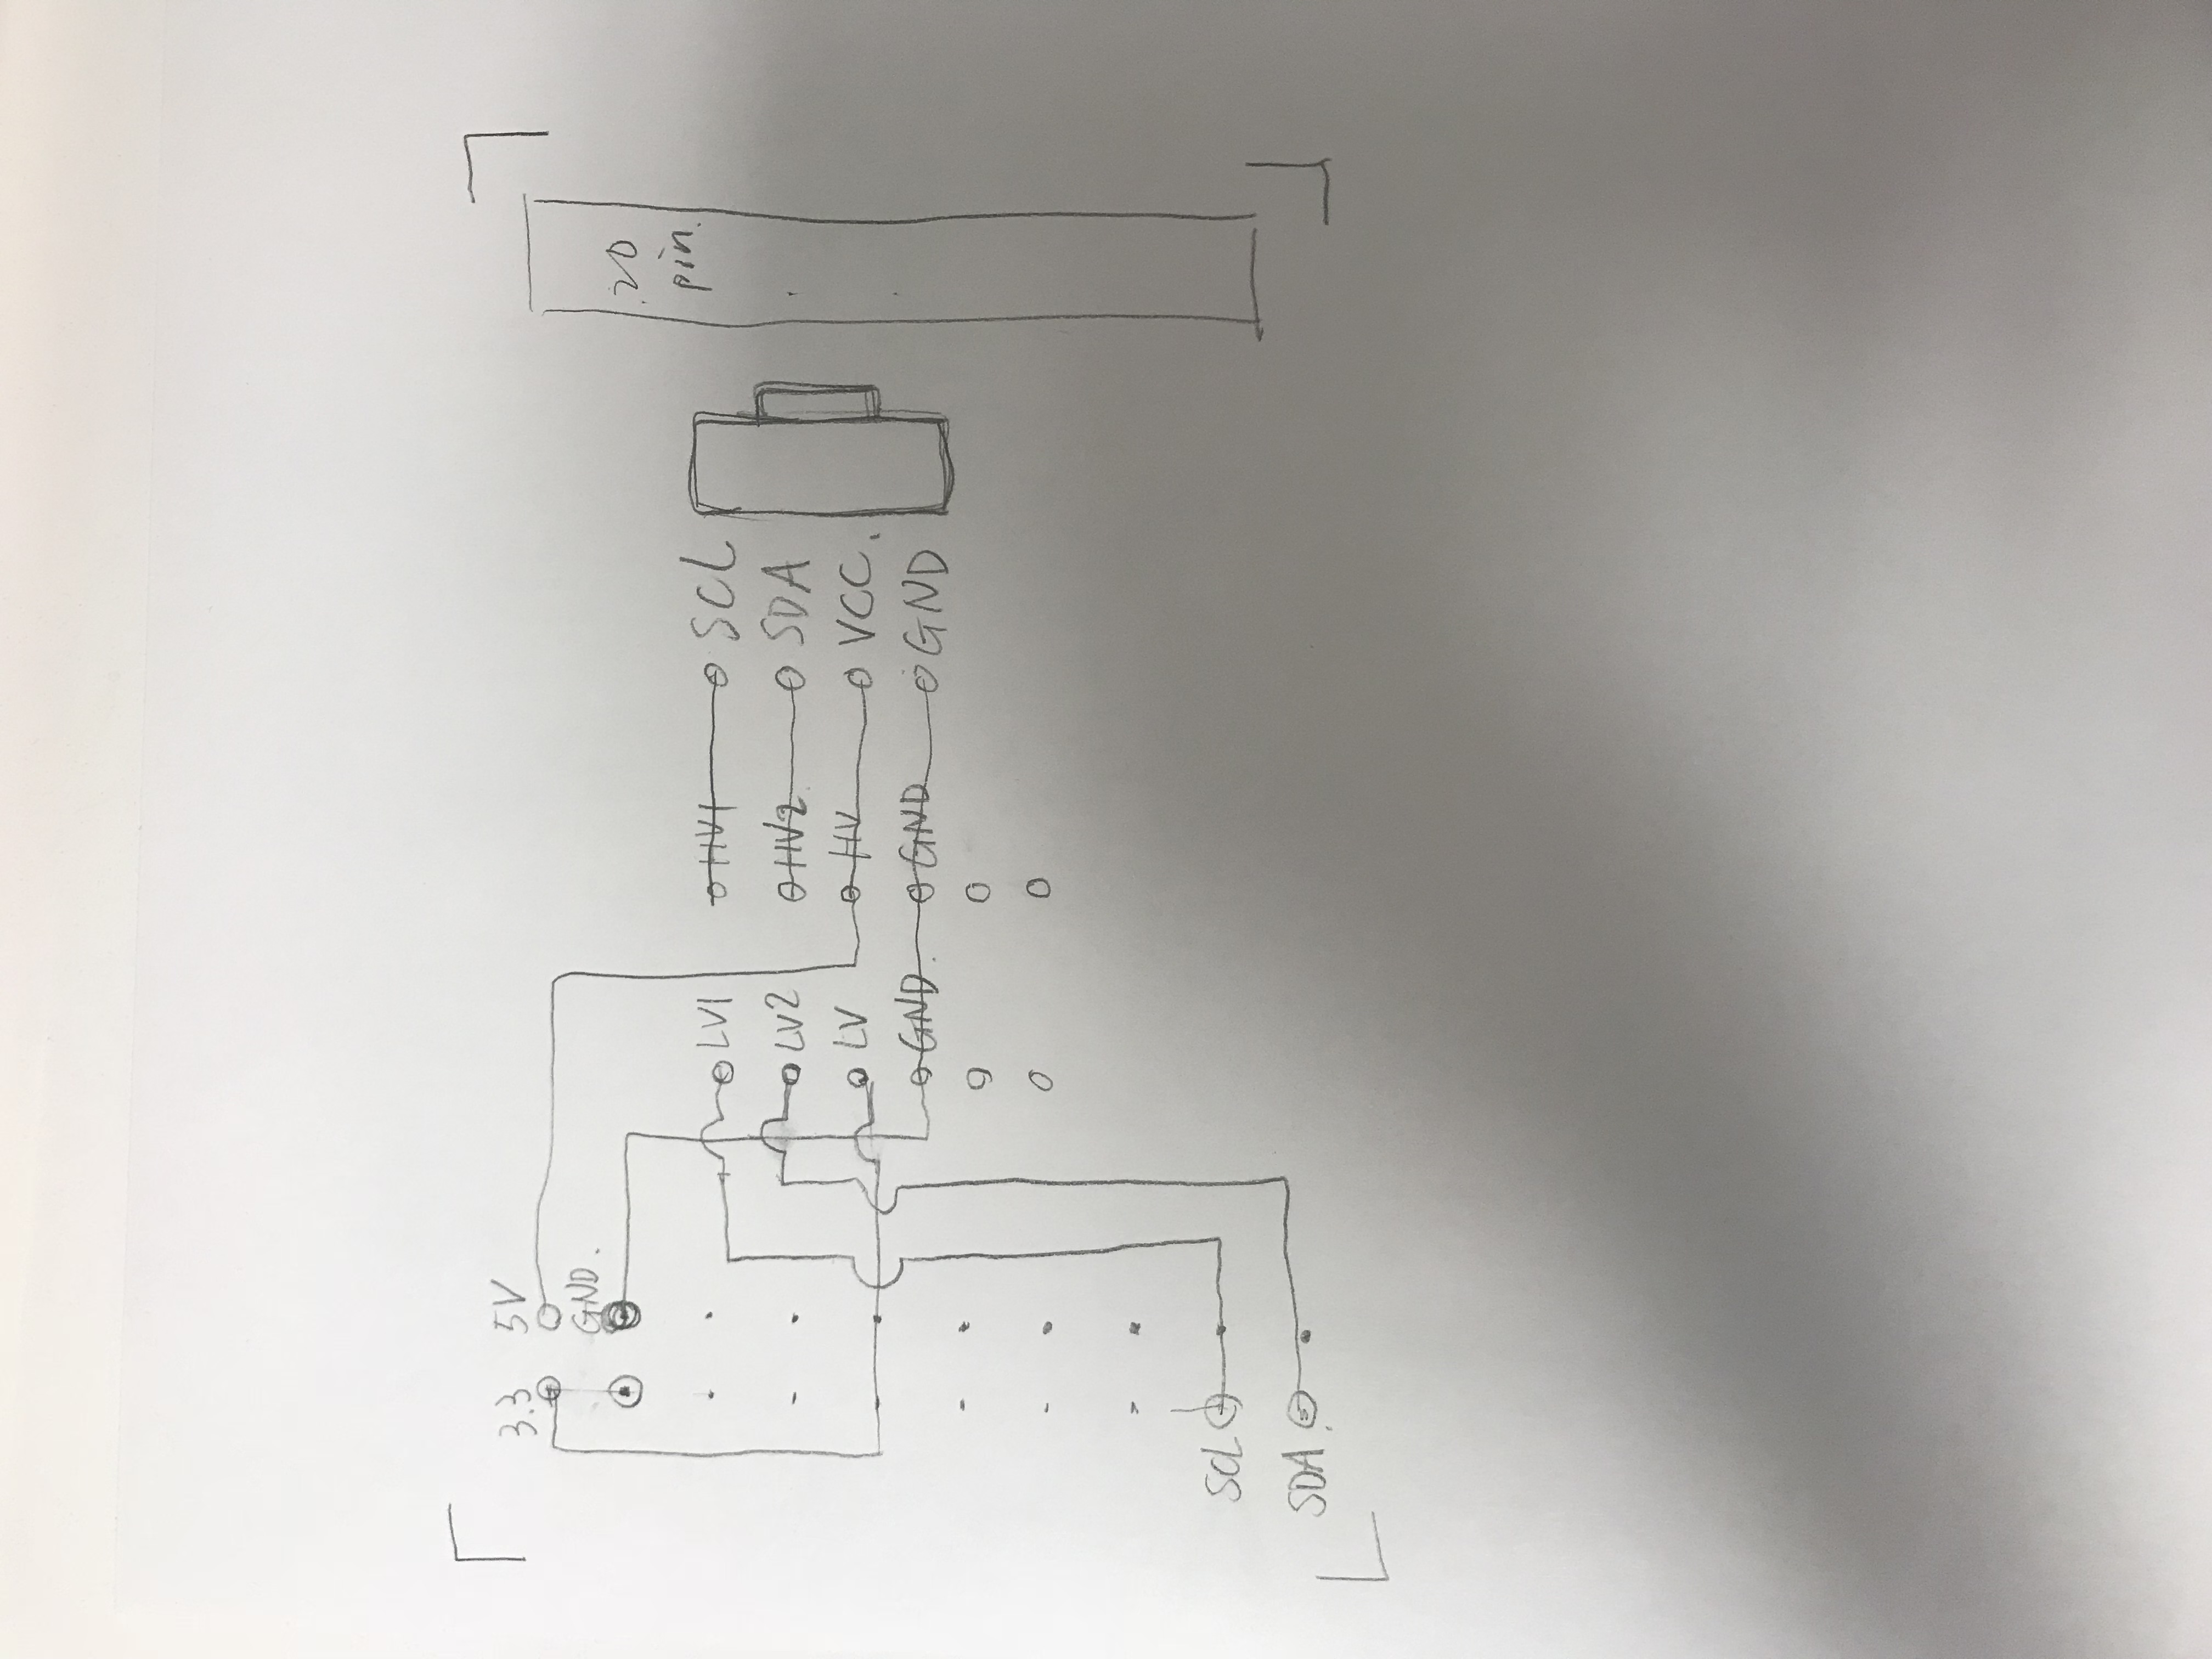 3.3 5V
GND.
LV1 HV1 SCL
LV2 HV2 SDA
LV HV VCC.
GND. GND GND
SCL
SDA.
20
pin.